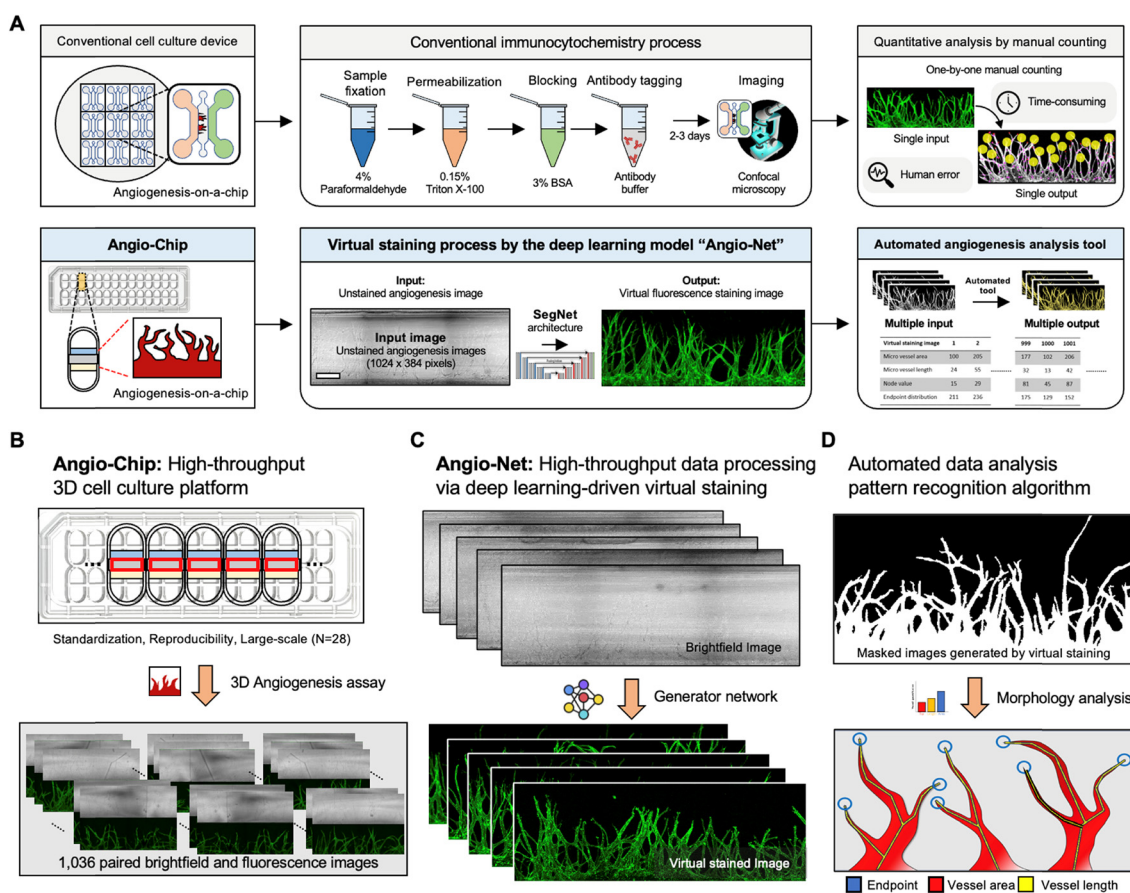 A
Conventional cell culture device
Angiogenesis-on-a-chip
Conventional immunocytochemistry process
Sample
fixation
Permeabilization
Blocking
Antibody tagging
Imaging
2-3 days
4%
Paraformaldehyde
0.15%
Triton X-100
3% BSA
Antibody
buffer
Confocal
microscopy
Quantitative analysis by manual counting
One-by-one manual counting
Time-consuming
Single input
Human error
Single output
Angio-Chip
Angiogenesis-on-a-chip
Virtual staining process by the deep learning model “Angio-Net”
Input:
Unstained angiogenesis image
Output:
Virtual fluorescence staining image
Input image
Unstained angiogenesis images
(1024 x 384 pixels)
SegNet
architecture
Automated angiogenesis analysis tool
Automated
tool
Multiple input
Multiple output
Virtual staining image 1 2 999 1000 1001
Micro vessel area 100 205 177 102 206
Micro vessel length 24 55 32 13 42
Node value 15 29 81 45 87
Endpoint distribution 211 236 175 129 152
B
Angio-Chip: High-throughput
3D cell culture platform
Standardization, Reproducibility, Large-scale (N=28)
3D Angiogenesis assay
1,036 paired brightfield and fluorescence images
C
Angio-Net: High-throughput data processing
via deep learning-driven virtual staining
Brightfield Image
Generator network
Virtual stained Image
D
Automated data analysis
pattern recognition algorithm
Masked images generated by virtual staining
Morphology analysis
Endpoint Vessel area Vessel length